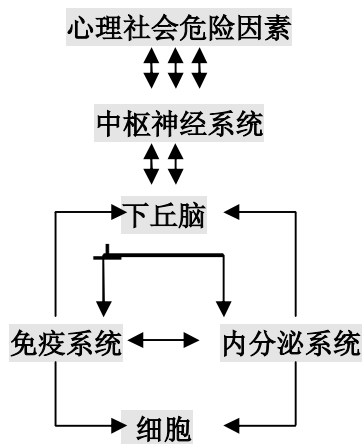 心理社会危险因素
中枢神经系统
下丘脑
免疫系统
内分泌系统
细胞